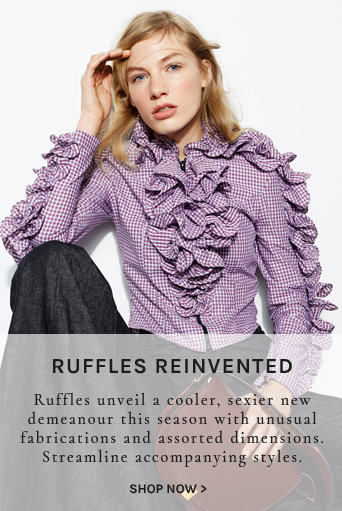 RUFFLES REINVENTED
Ruffles unveil a cooler, sexier new
demeanour this season with unusual
fabrications and assorted dimensions.
Streamline accompanying styles.
SHOP NOW >